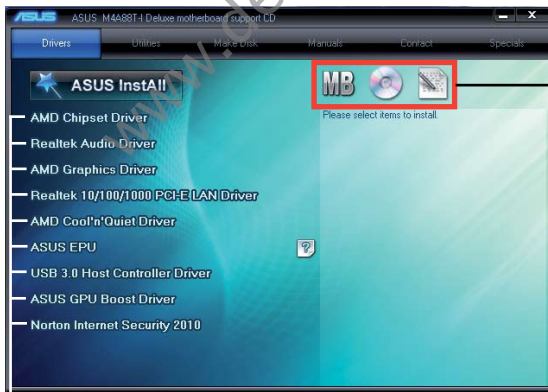 ASUS M4A88T-I Deluxe motherboard support CD
Drivers Utilities Make Disk Manuals Contact Specials
ASUS InstAll
MB
Please select items to install.
AMD Chipset Driver
Realtek Audio Driver
AMD Graphics Driver
Realtek 10/100/1000 PCI-E LAN Driver
AMD Cool'n'Quiet Driver
ASUS EPU
?
USB 3.0 Host Controller Driver
ASUS GPU Boost Driver
Norton Internet Security 2010
www.de